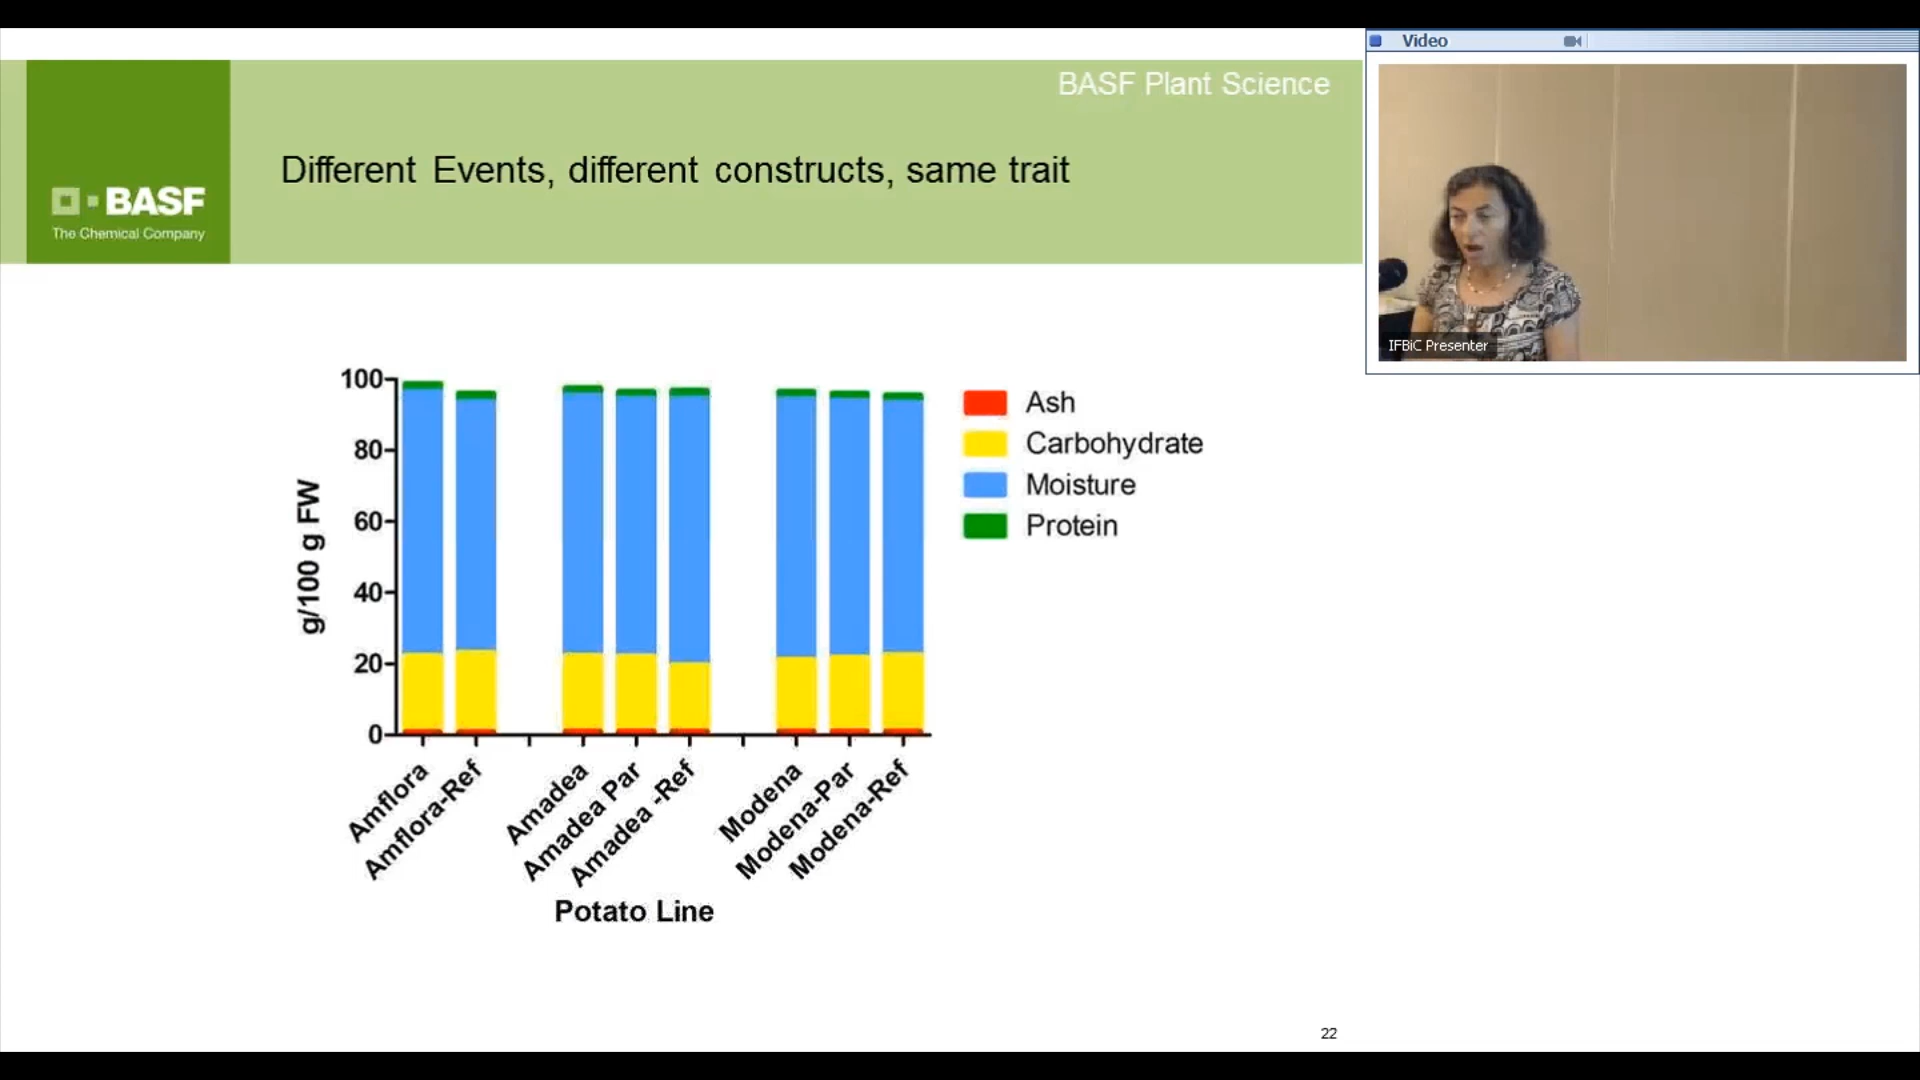 BASF Plant Science
Different Events, different constructs, same trait
BASF
The Chemical Company
Video
IFBiC Presenter
100
80
60
40
20
0
g/100 g FW
Ash
Carbohydrate
Moisture
Protein
Amflora
Amflora-Ref
Amadea
Amadea Par
Amadea -Ref
Modena
Modena-Par
Modena-Ref
Potato Line
22